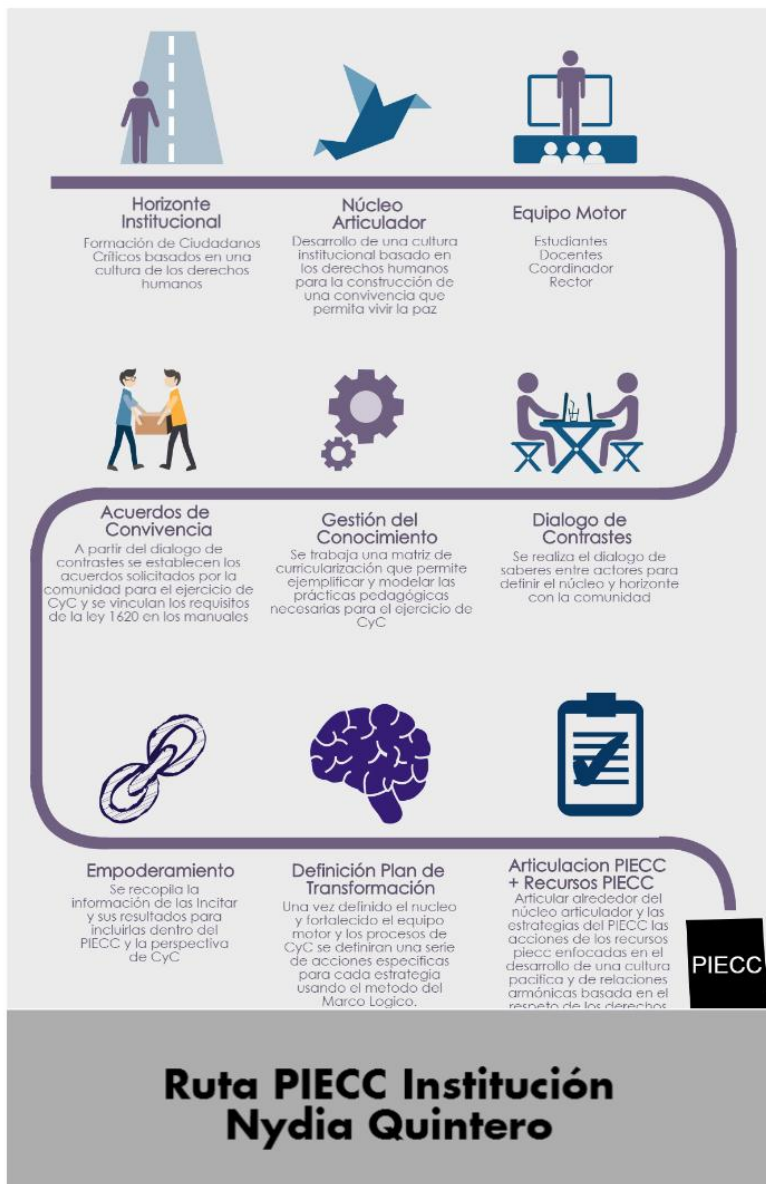 Horizonte
Institucional
Formación de Ciudadanos
Críticos basados en una
cultura de los derechos
humanos
Núcleo
Articulador
Desarrollo de una cultura
institucional basado en
los derechos humanos
para la construcción de
una convivencia que
permita vivir la paz
Equipo Motor
Estudiantes
Docentes
Coordinador
Rector
Dialogo de
Contrastes
Se realiza el dialogo de
saberes entre actores para
definir el núcleo y horizonte
con la comunidad
Gestión del
Conocimiento
Se trabaja una matriz de
curricularización que permite
ejemplificar y modelar las
prácticas pedagógicas
necesarias para el ejercicio de
CyC
Acuerdos de
Convivencia
A partir del dialogo de
contrastes se establecen los
acuerdos solicitados por la
comunidad para el ejercicio de
CyC y se vinculan los requisitos
de la ley 1620 en los manuales
Empoderamiento
Se recopila la
información de las Incitar
y sus resultados para
incluirlas dentro del
PIECC y la perspectiva
de CyC
Definición Plan de
Transformación
Una vez definido el nucleo
y fortalecido el equipo
motor y los procesos de
CyC se definiran una serie
de acciones especificas
para cada estrategia
usando el metodo del
Marco Logico.
Articulacion PIECC
+ Recursos PIECC
Articular alrededor del
núcleo articulador y las
estrategias del PIECC las
acciones de los recursos
piecc enfocadas en el
desarrollo de una cultura
pacifica y de relaciones
armónicas basada en el
respeto de los derechos
PIECC
Ruta PIECC Institución
Nydia Quintero